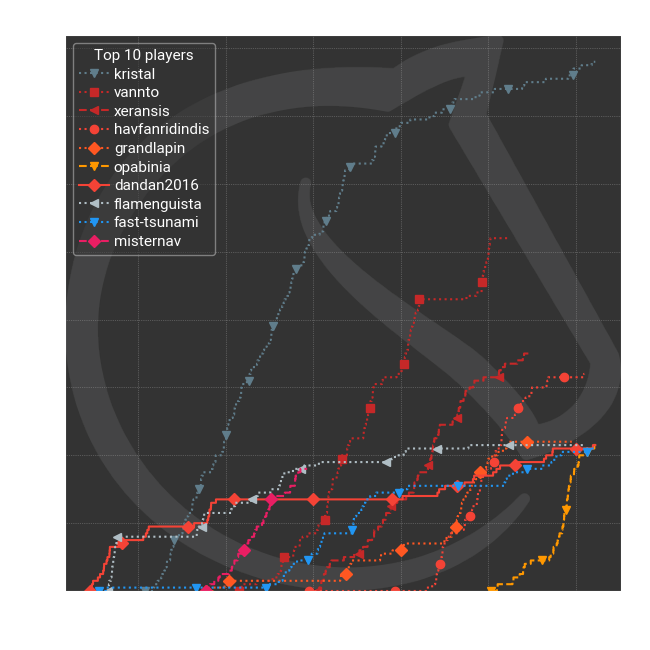 Top 10 players
kristal
vannto
xeransis
havfanridindis
grandlapin
opabinia
dandan2016
flamenguista
fast-tsunami
misternav